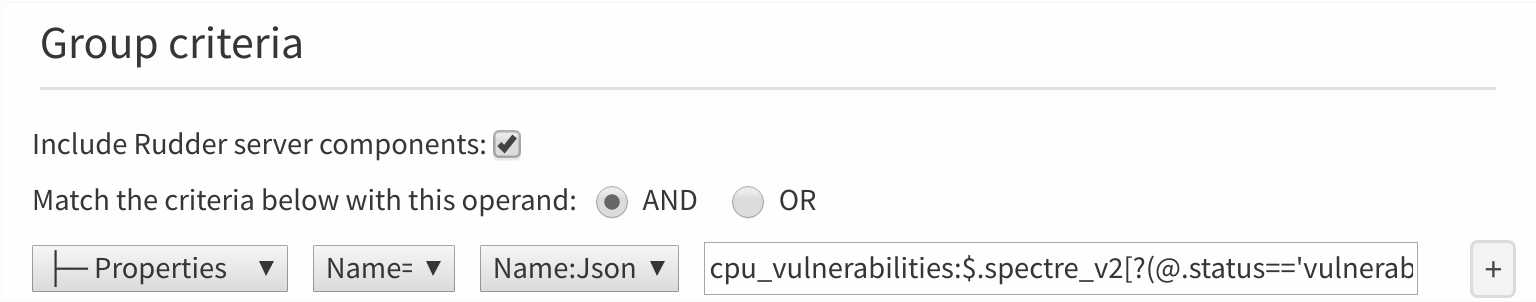 Group criteria
Include Rudder server components:
Match the criteria below with this operand: AND OR
├─ Properties ▼ Name= ▼ Name:Json ▼ cpu_vulnerabilities:$.spectre_v2[?(@.status=='vulnerab +